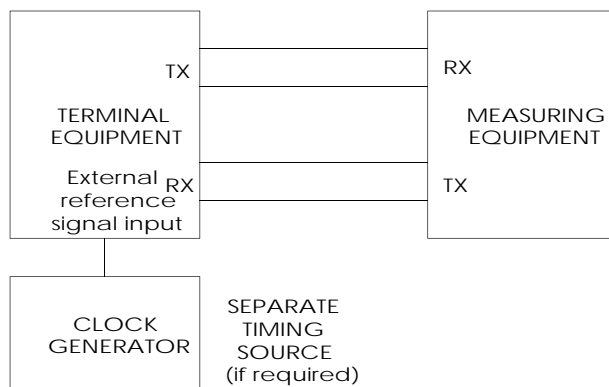 TX
RX
TERMINAL
EQUIPMENT
MEASURING
EQUIPMENT
External
reference
signal input
RX
TX
CLOCK
GENERATOR
SEPARATE
TIMING
SOURCE
(if required)